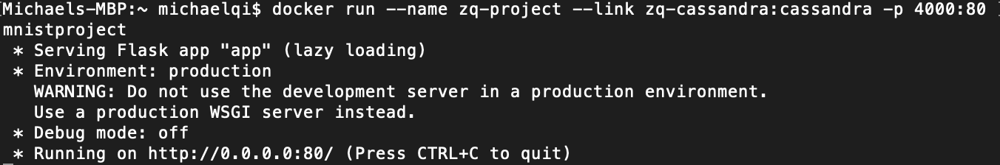 Michaels-MBP:~ michaelqi$ docker run --name zq-project --link zq-cassandra:cassandra -p 4000:80
mnistproject
 * Serving Flask app "app" (lazy loading)
 * Environment: production
   WARNING: Do not use the development server in a production environment.
   Use a production WSGI server instead.
 * Debug mode: off
 * Running on http://0.0.0.0:80/ (Press CTRL+C to quit)